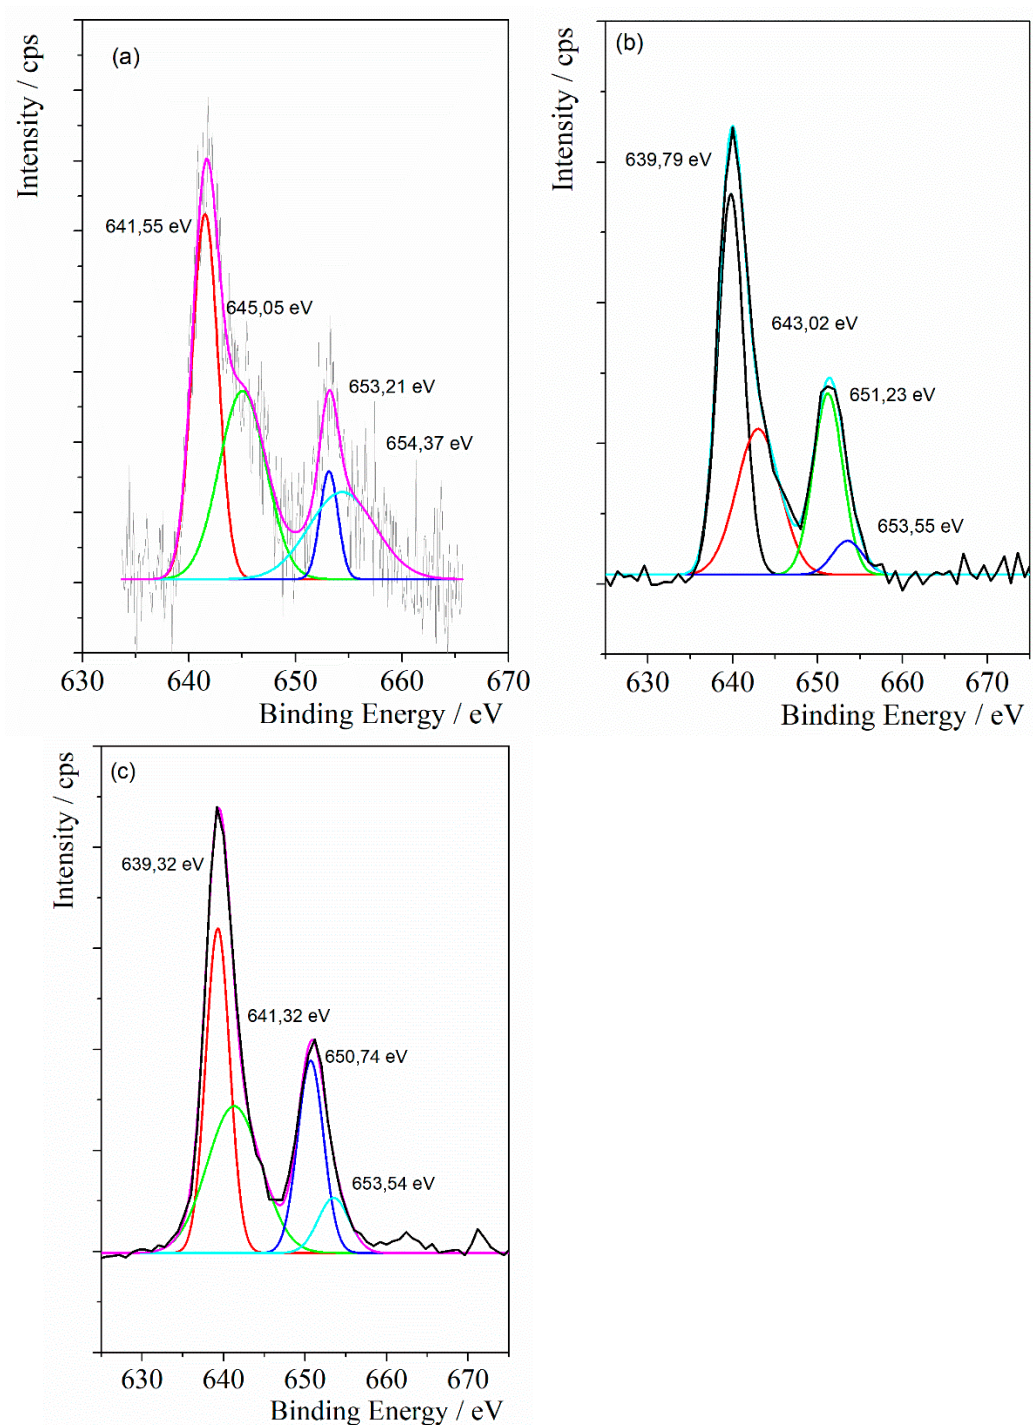 (a)
Intensity / cps
641,55 eV
645,05 eV
653,21 eV
654,37 eV
630 640 650 660 670
Binding Energy / eV
(b)
Intensity / cps
639,79 eV
643,02 eV
651,23 eV
653,55 eV
630 640 650 660 670
Binding Energy / eV
(c)
Intensity / cps
639,32 eV
641,32 eV
650,74 eV
653,54 eV
630 640 650 660 670
Binding Energy / eV